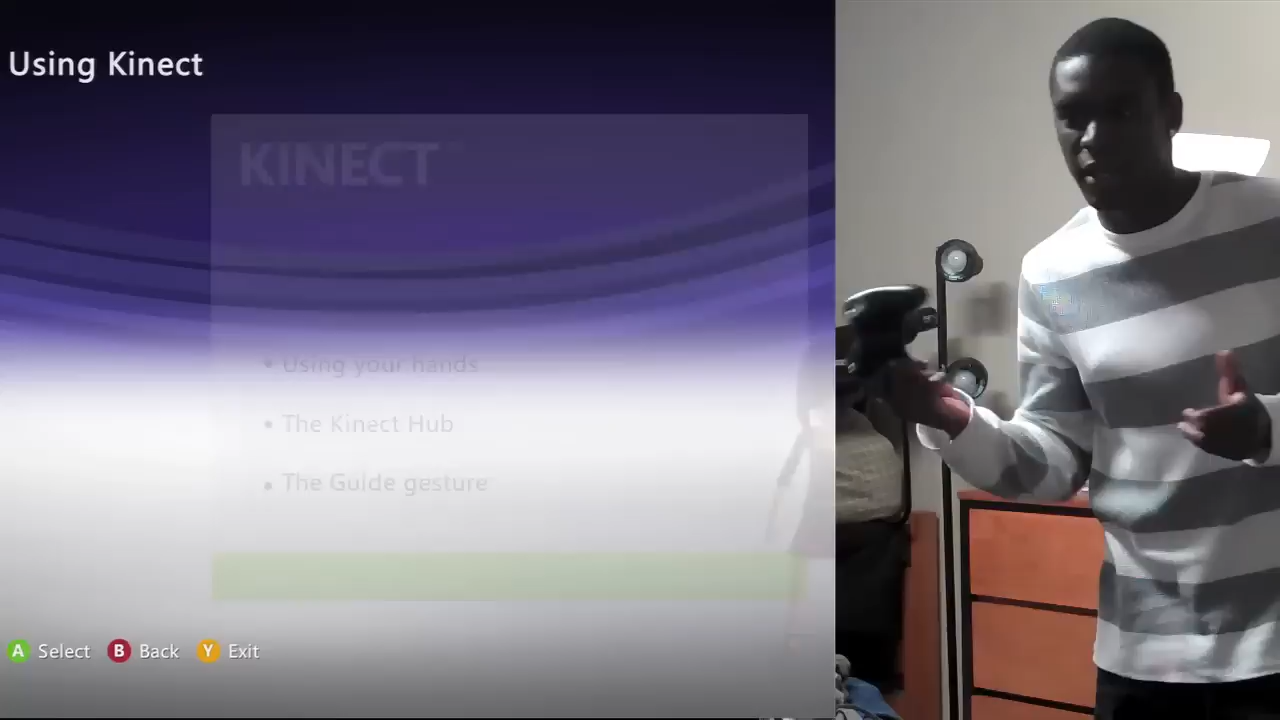 Using Kinect
KINECT
• Using your hands
• The Kinect Hub
• The Guide gesture
A Select B Back Y Exit